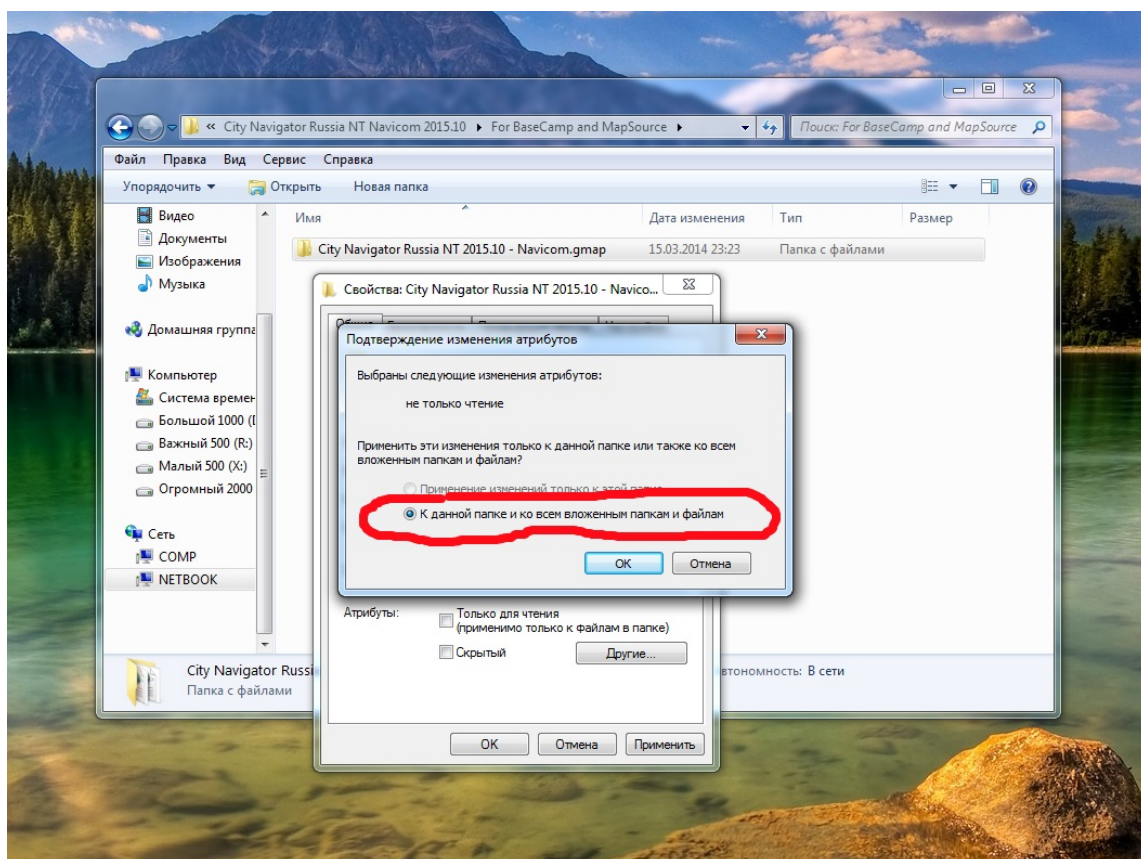 « City Navigator Russia NT Navicom 2015.10 For BaseCamp and MapSource
Поиск: For BaseCamp and MapSource
Файл Правка Вид Сервис Справка
Упорядочить Открыть Новая папка
Видео
Документы
Изображения
Музыка
Домашняя группа
Компьютер
Система времен
Большой 1000 (
Важный 500 (R:)
Малый 500 (X:)
Огромный 2000
Сеть
COMP
NETBOOK
Имя Дата изменения Тип Размер
City Navigator Russia NT 2015.10 - Navicom.gmap 15.03.2014 23:23 Папка с файлами
Свойства: City Navigator Russia NT 2015.10 - Navico...
Подтверждение изменения атрибутов
Выбраны следующие изменения атрибутов:
не только чтение
Применить эти изменения только к данной папке или также ко всем
вложенным папкам и файлам?
Применение изменений только к этой папке
К данной папке и ко всем вложенным папкам и файлам
OK Отмена
Атрибуты:
Только для чтения
(применимо только к файлам в папке)
Скрытый
Другие...
OK Отмена Применить
City Navigator Russi
Папка с файлами
втономность: В сети